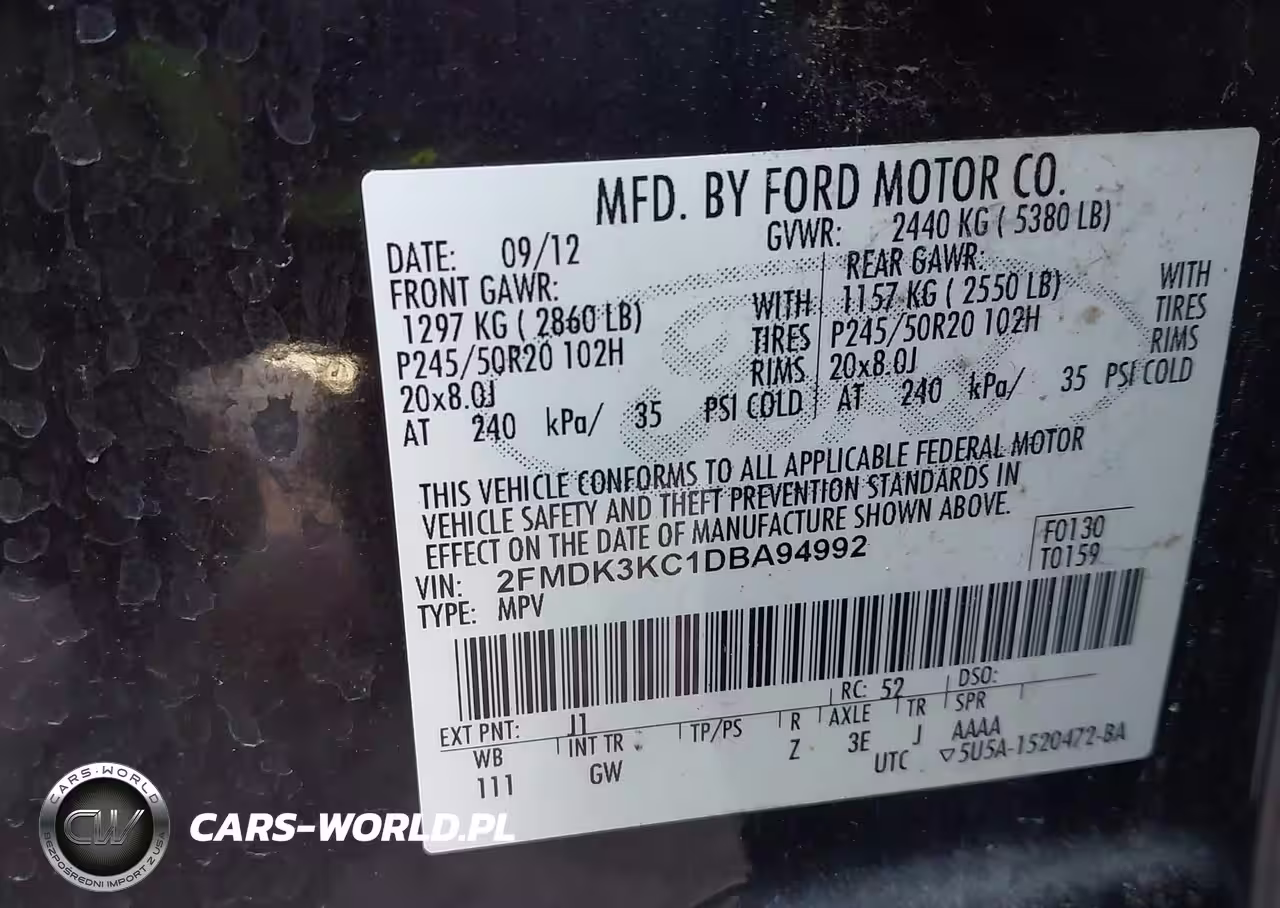 MFD. BY FORD MOTOR CO.
DATE: 09/12 GVWR: 2440 KG ( 5380 LB)
FRONT GAWR: REAR GAWR:
1297 KG ( 2860 LB) WITH 1157 KG ( 2550 LB) WITH
P245/50R20 102H TIRES P245/50R20 102H TIRES
20x8.0J RIMS 20x8.0J RIMS
AT 240 kPa/ 35 PSI COLD AT 240 kPa/ 35 PSI COLD
THIS VEHICLE CONFORMS TO ALL APPLICABLE FEDERAL MOTOR
VEHICLE SAFETY AND THEFT PREVENTION STANDARDS IN
EFFECT ON THE DATE OF MANUFACTURE SHOWN ABOVE.
VIN: 2FMDK3KC1DBA94992 F0130
TYPE: MPV T0159
EXT PNT: J1 RC: 52 DSO:
WB INT TR TP/PS R AXLE TR SPR
111 GW Z 3E J AAAA
UTC ▽5U5A-1520472-BA
CARS-WORLD
CW
BEZPOŚREDNI IMPORT Z USA
CARS-WORLD.PL